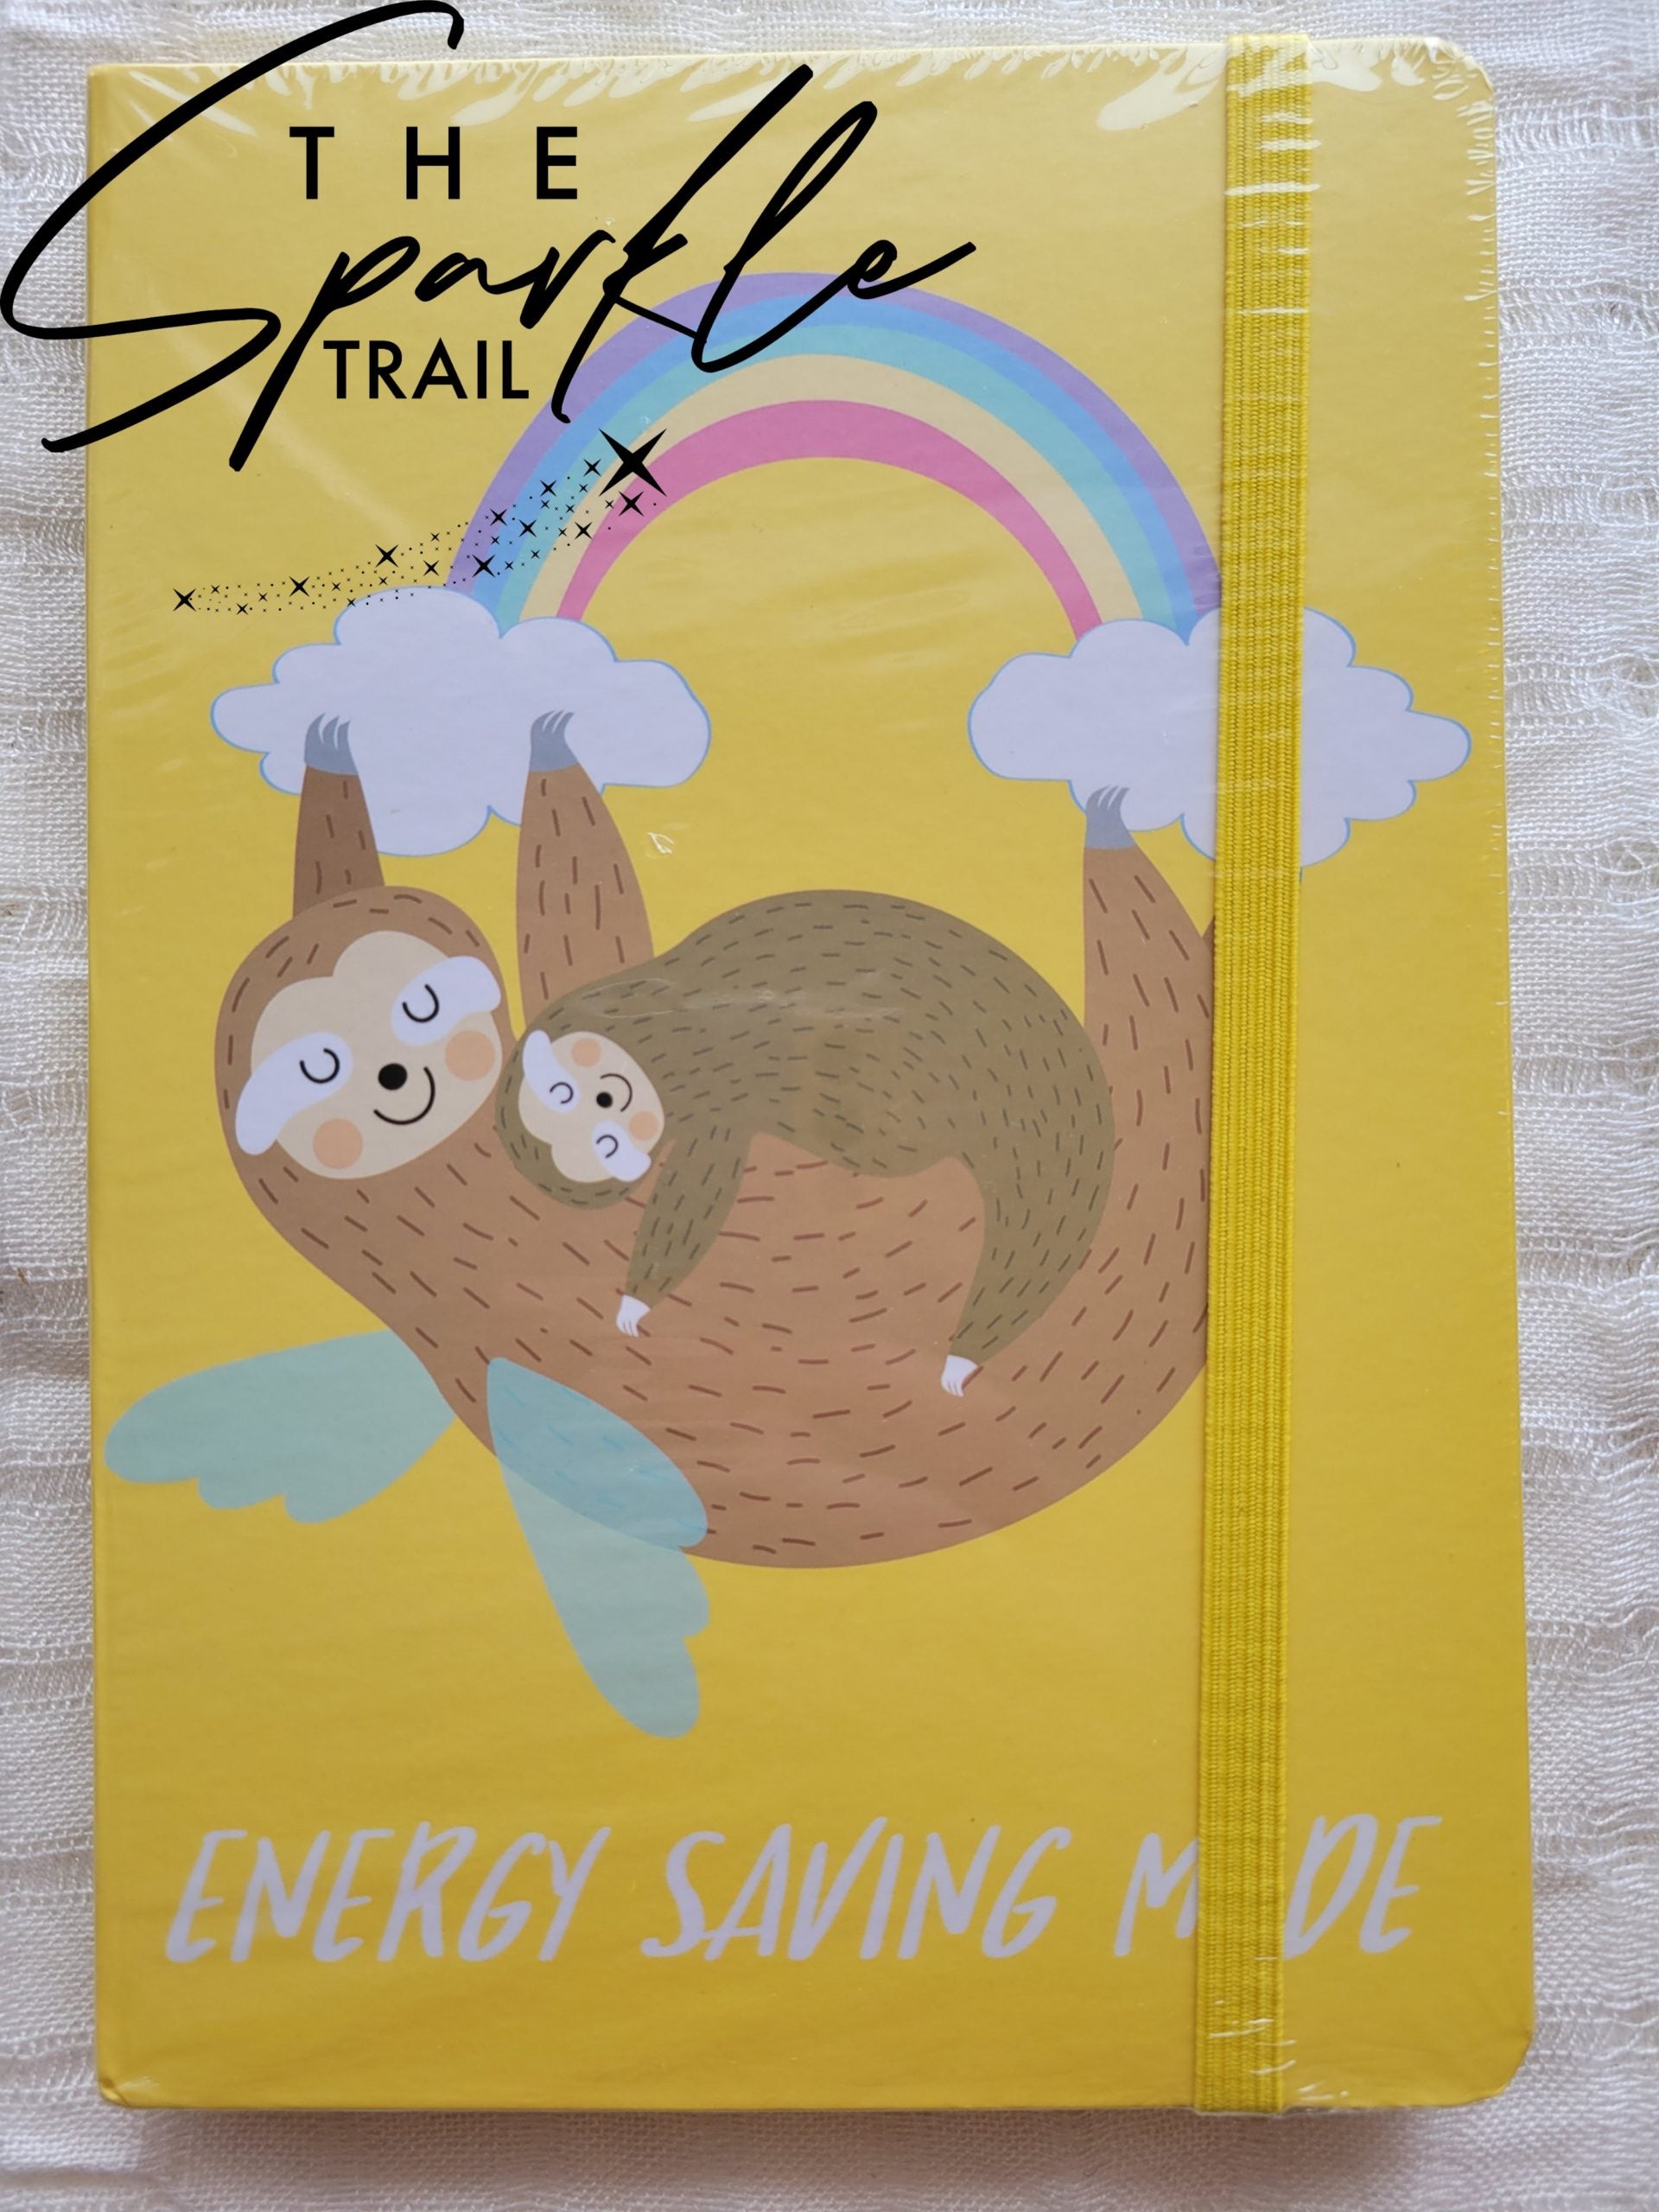 THE
Sparkle
TRAIL
ENERGY SAVING M DE